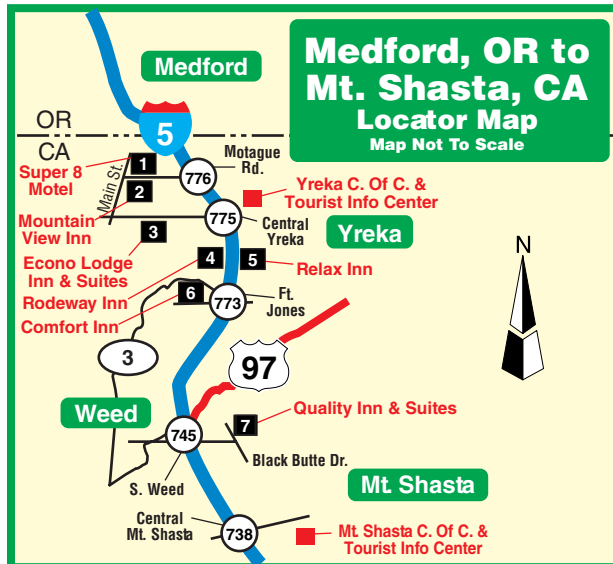 Medford, OR to
Mt. Shasta, CA
Locator Map
Map Not To Scale
Medford
OR
CA
5
Super 8
Motel
1
Main St.
2
776
Motague
Rd.
Yreka C. Of C. &
Tourist Info Center
Mountain
View Inn
775
Central
Yreka
Yreka
3
Econo Lodge
Inn & Suites
4
5
Relax Inn
Rodeway Inn
6
Comfort Inn
773
Ft.
Jones
N
3
97
Weed
Quality Inn & Suites
7
745
S. Weed
Black Butte Dr.
Mt. Shasta
Central
Mt. Shasta
738
Mt. Shasta C. Of C. &
Tourist Info Center